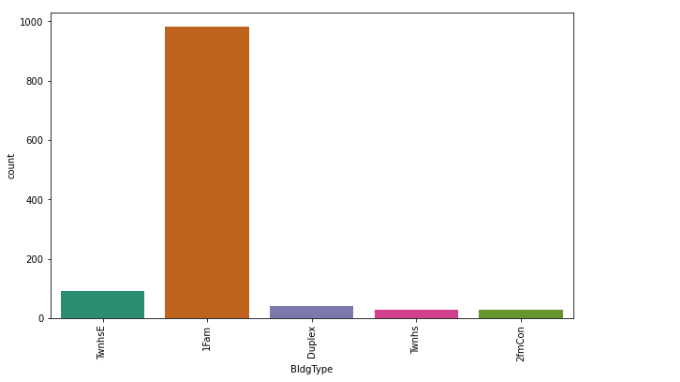 1000
800
600
400
200
0
count
TwnhsE
1Fam
Duplex
Twnhs
2fmCon
BldgType